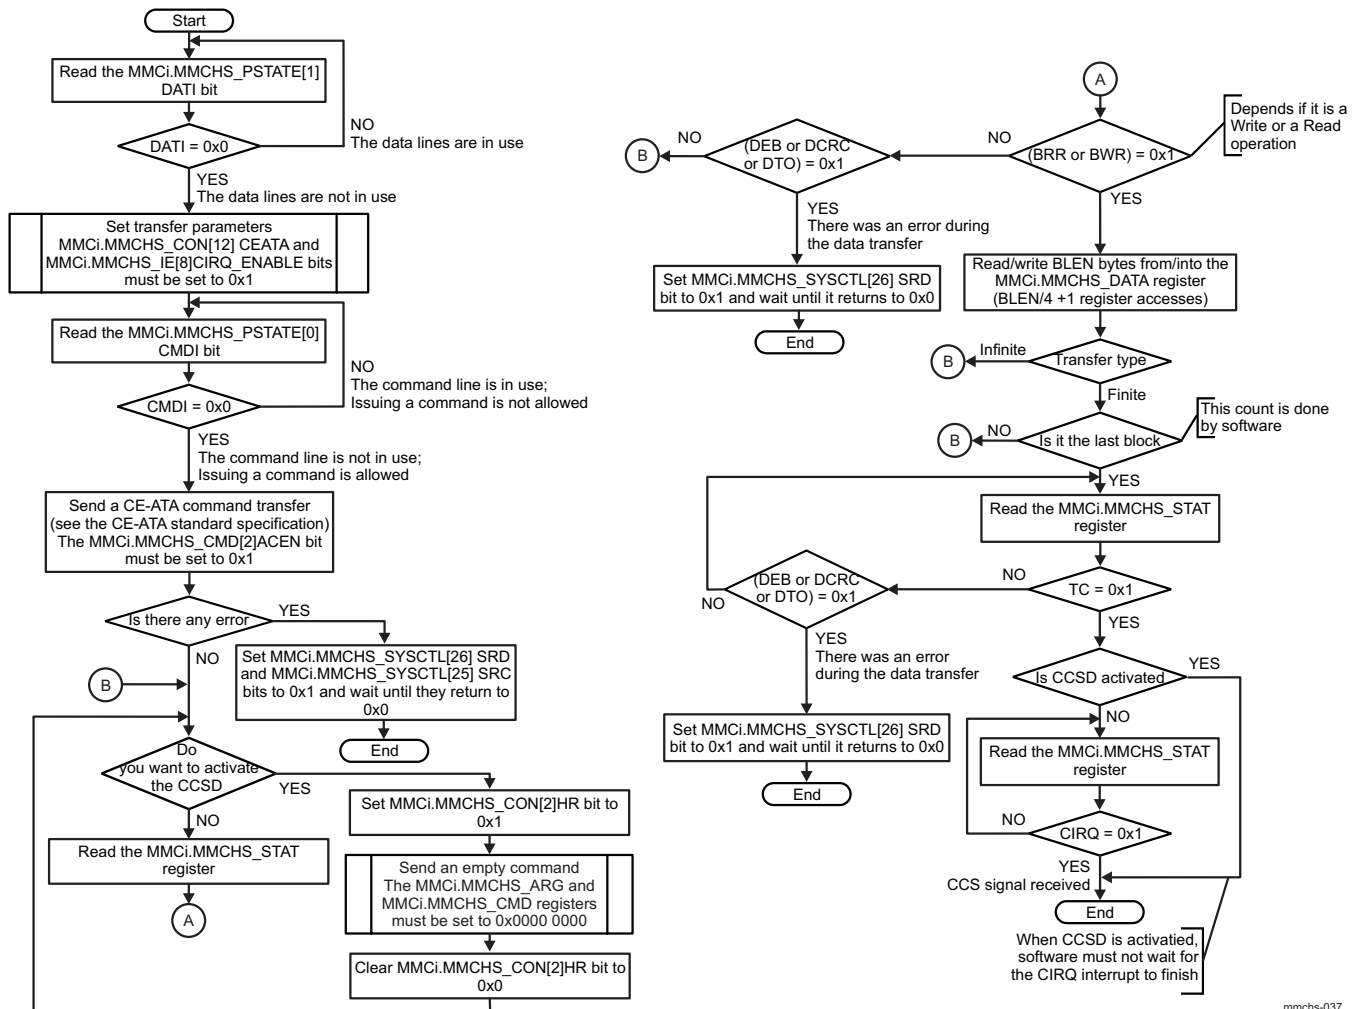 Start
Read the MMCi.MMCHS_PSTATE[1]
DATI bit
NO
The data lines are in use
DATI = 0x0
YES
The data lines are not in use
Set transfer parameters
MMCi.MMCHS_CON[12] CEATA and
MMCi.MMCHS_IE[8]CIRQ_ENABLE bits
must be set to 0x1
Read the MMCi.MMCHS_PSTATE[0]
CMDI bit
NO
The command line is in use;
Issuing a command is not allowed
CMDI = 0x0
YES
The command line is not in use;
Issuing a command is allowed
Send a CE-ATA command transfer
(see the CE-ATA standard specification)
The MMCi.MMCHS_CMD[2]ACEN bit
must be set to 0x1
Is there any error
YES
NO
Set MMCi.MMCHS_SYSCTL[26] SRD
and MMCi.MMCHS_SYSCTL[25] SRC
bits to 0x1 and wait until they return to
0x0
End
B
Do
you want to activate
the CCSD
YES
NO
Read the MMCi.MMCHS_STAT
register
A
Set MMCi.MMCHS_CON[2]HR bit to
0x1
Send an empty command
The MMCi.MMCHS_ARG and
MMCi.MMCHS_CMD registers
must be set to 0x0000 0000
Clear MMCi.MMCHS_CON[2]HR bit to
0x0
A
Depends if it is a
Write or a Read
operation
(BRR or BWR) = 0x1
NO
YES
(DEB or DCRC
or DTO) = 0x1
NO
B
YES
There was an error during
the data transfer
Set MMCi.MMCHS_SYSCTL[26] SRD
bit to 0x1 and wait until it returns to 0x0
End
Read/write BLEN bytes from/into the
MMCi.MMCHS_DATA register
(BLEN/4 +1 register accesses)
Transfer type
Infinite
B
Finite
This count is done
by software
Is it the last block
NO
B
YES
Read the MMCi.MMCHS_STAT
register
TC = 0x1
NO
YES
(DEB or DCRC
or DTO) = 0x1
NO
YES
There was an error
during the data transfer
Set MMCi.MMCHS_SYSCTL[26] SRD
bit to 0x1 and wait until it returns to 0x0
End
Is CCSD activated
YES
NO
Read the MMCi.MMCHS_STAT
register
CIRQ = 0x1
NO
YES
CCS signal received
End
When CCSD is activatied,
software must not wait for
the CIRQ interrupt to finish
mmchs-037